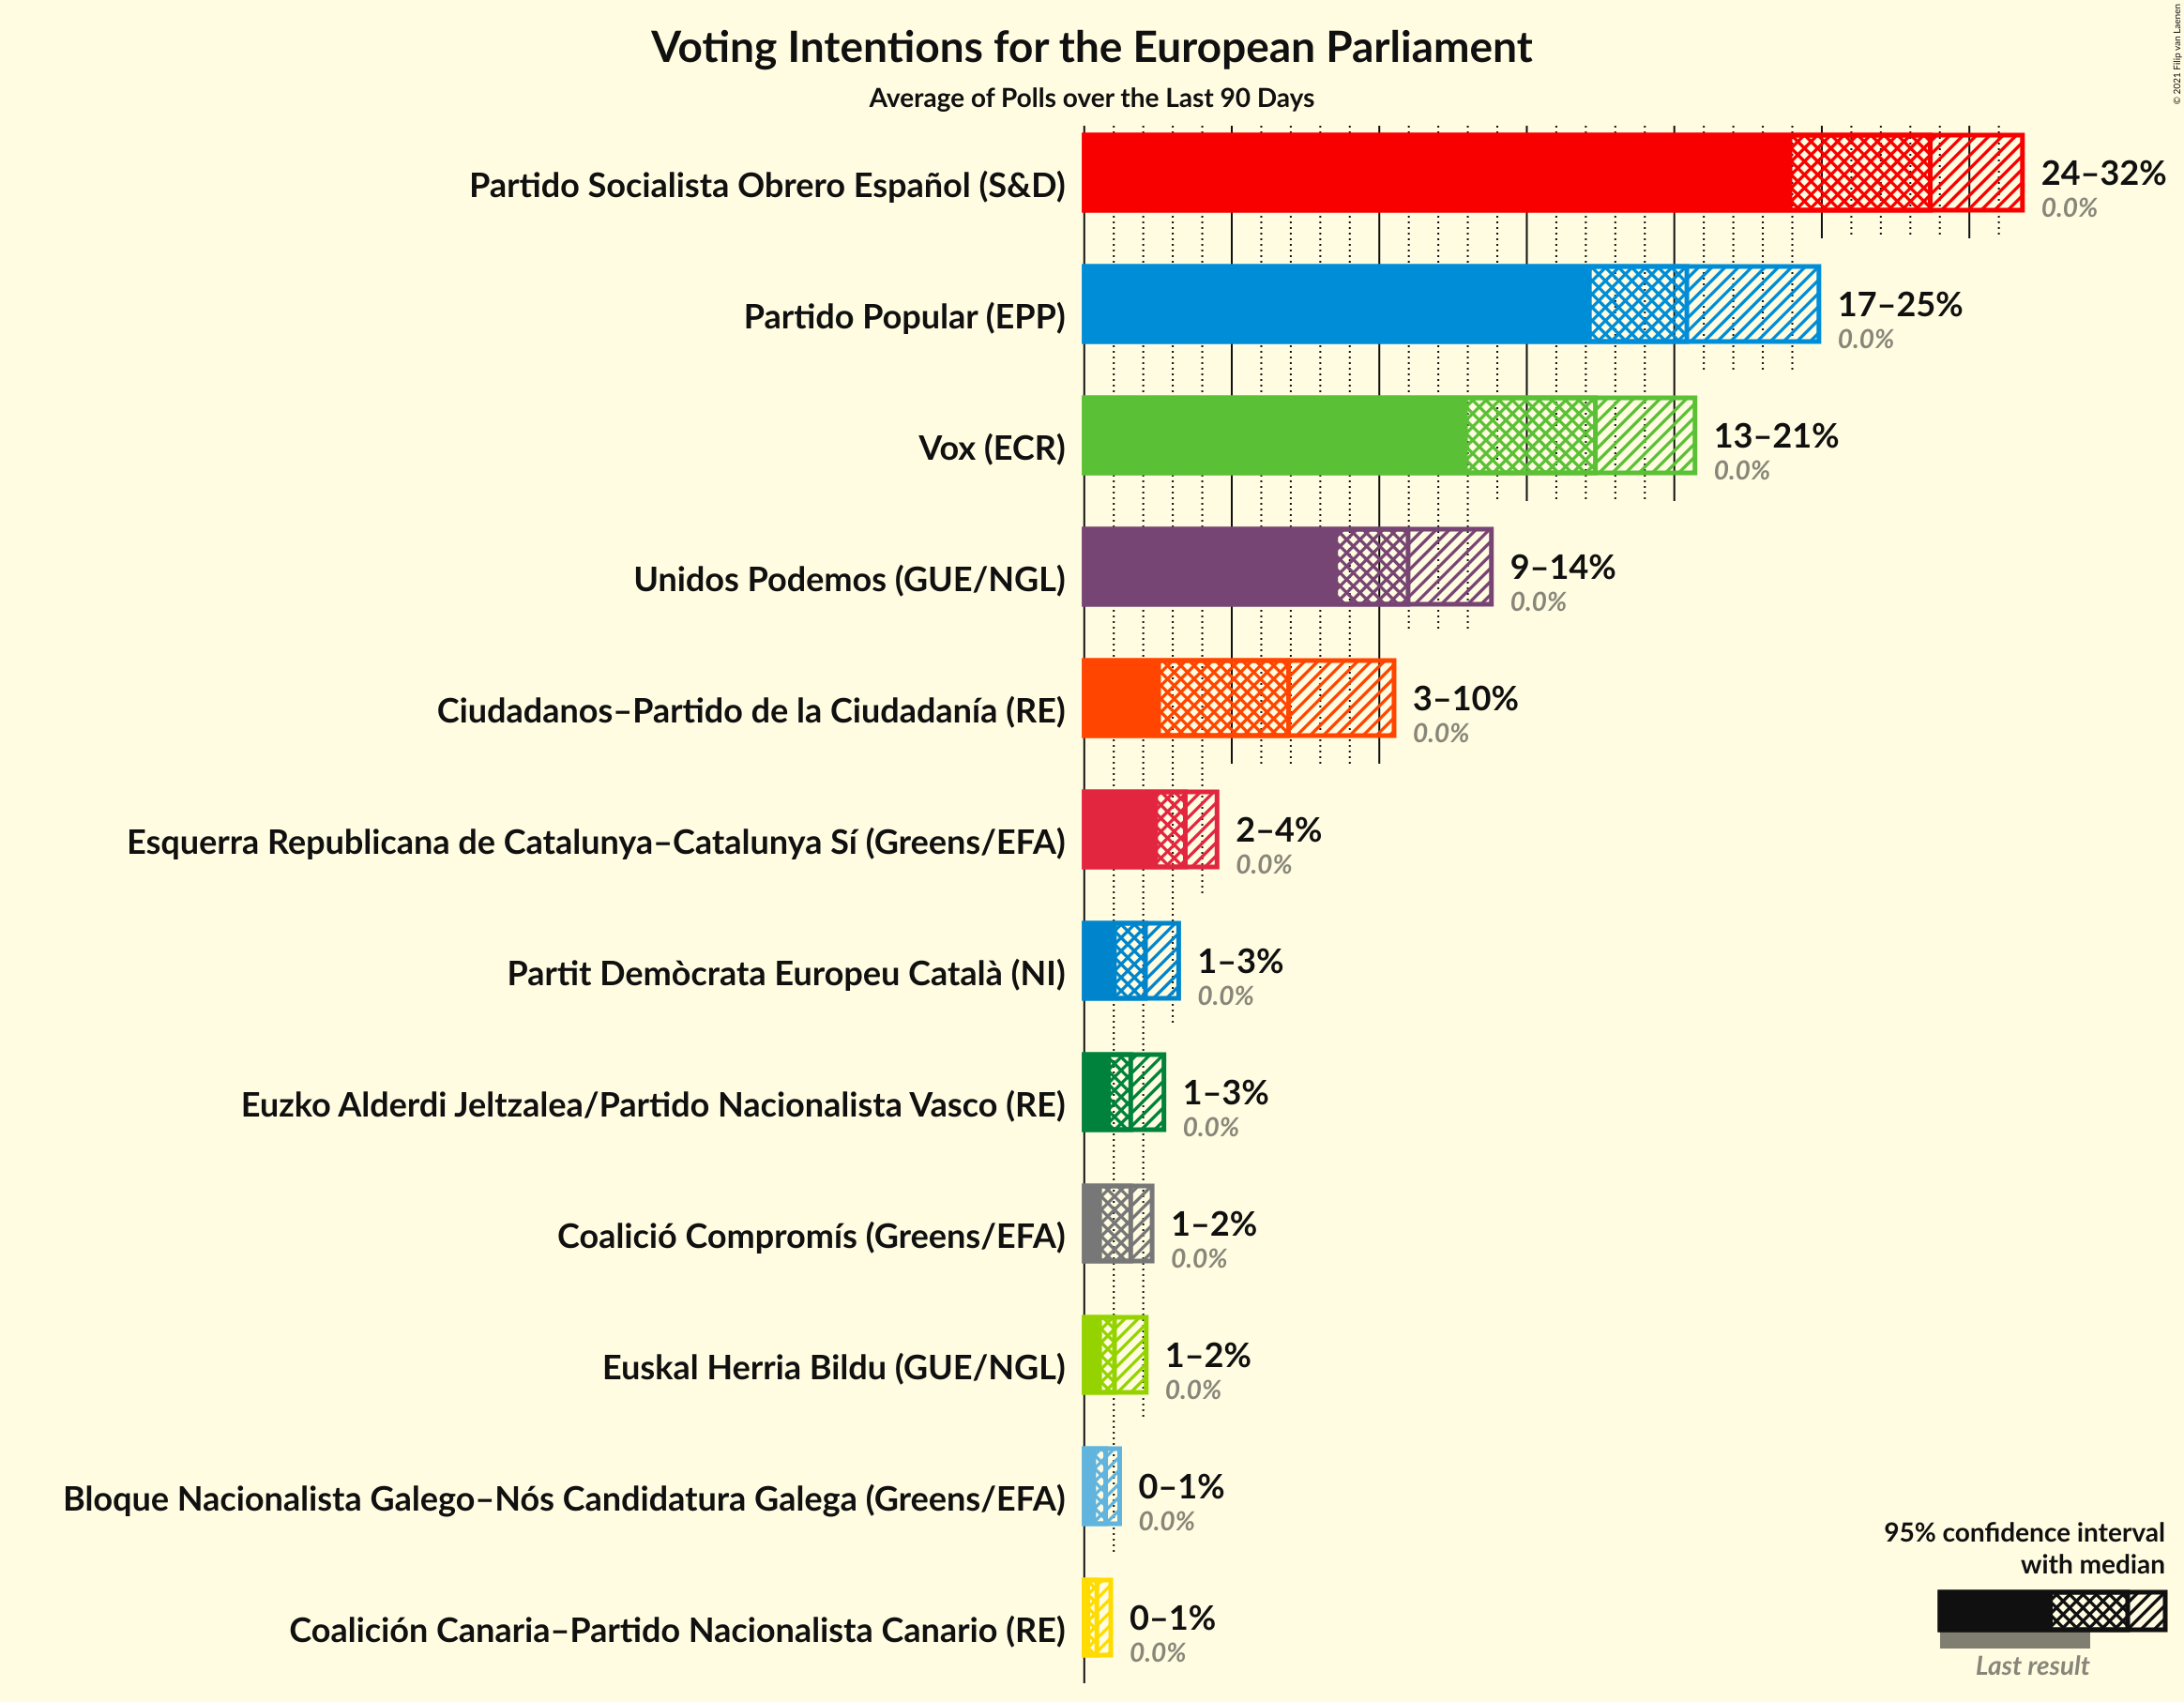 Voting Intentions for the European Parliament
Average of Polls over the Last 90 Days
© 2021 Filip van Laenen
Partido Socialista Obrero Español (S&D)
24–32%
0.0%
Partido Popular (EPP)
17–25%
0.0%
Vox (ECR)
13–21%
0.0%
Unidos Podemos (GUE/NGL)
9–14%
0.0%
Ciudadanos–Partido de la Ciudadanía (RE)
3–10%
0.0%
Esquerra Republicana de Catalunya–Catalunya Sí (Greens/EFA)
2–4%
0.0%
Partit Demòcrata Europeu Català (NI)
1–3%
0.0%
Euzko Alderdi Jeltzalea/Partido Nacionalista Vasco (RE)
1–3%
0.0%
Coalició Compromís (Greens/EFA)
1–2%
0.0%
Euskal Herria Bildu (GUE/NGL)
1–2%
0.0%
Bloque Nacionalista Galego–Nós Candidatura Galega (Greens/EFA)
0–1%
0.0%
Coalición Canaria–Partido Nacionalista Canario (RE)
0–1%
0.0%
95% confidence interval
with median
Last result